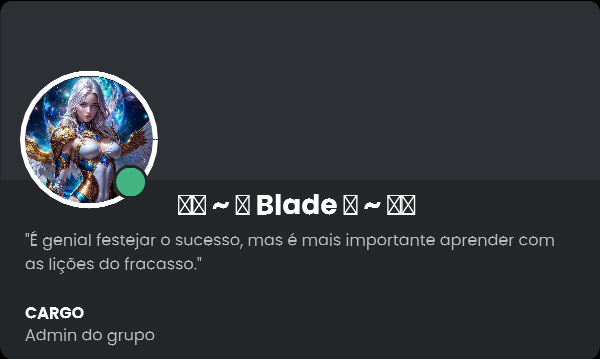 ~ Blade ~
"É genial festejar o sucesso, mas é mais importante aprender com
as lições do fracasso."
CARGO
Admin do grupo